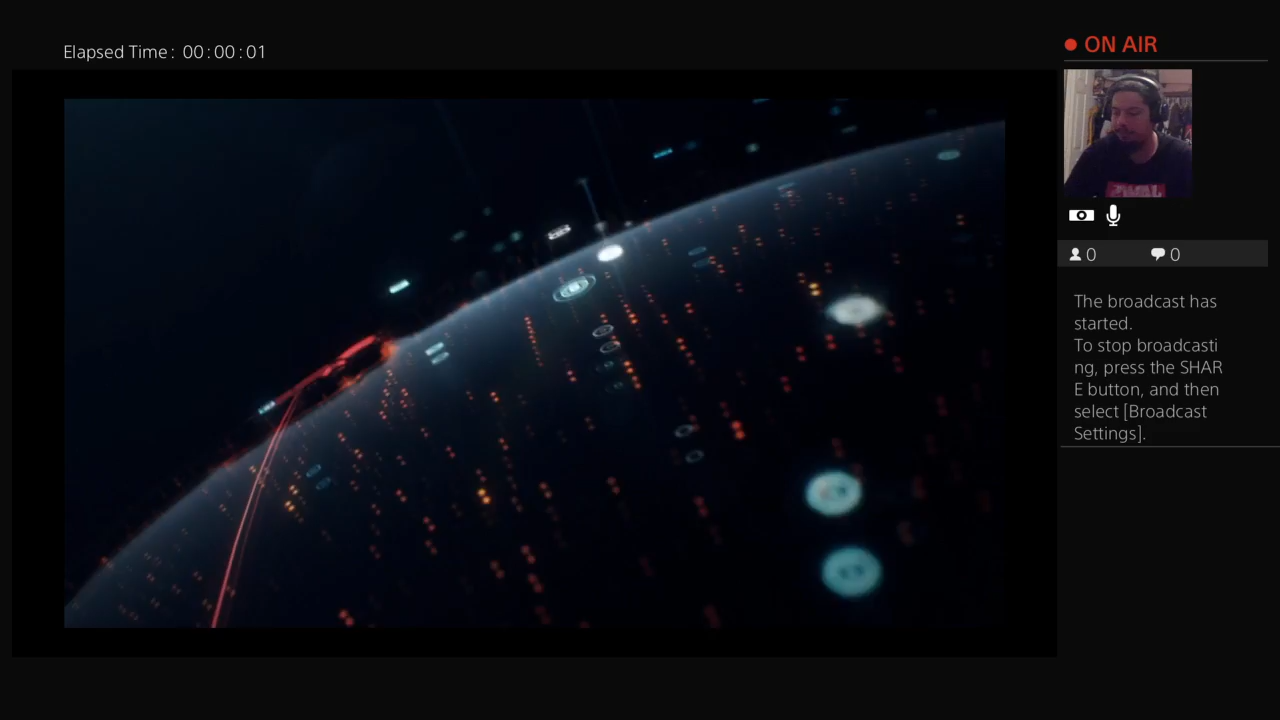 Elapsed Time: 00:00:01
ON AIR
0 0
The broadcast has
started.
To stop broadcasti
ng, press the SHAR
E button, and then
select [Broadcast
Settings].